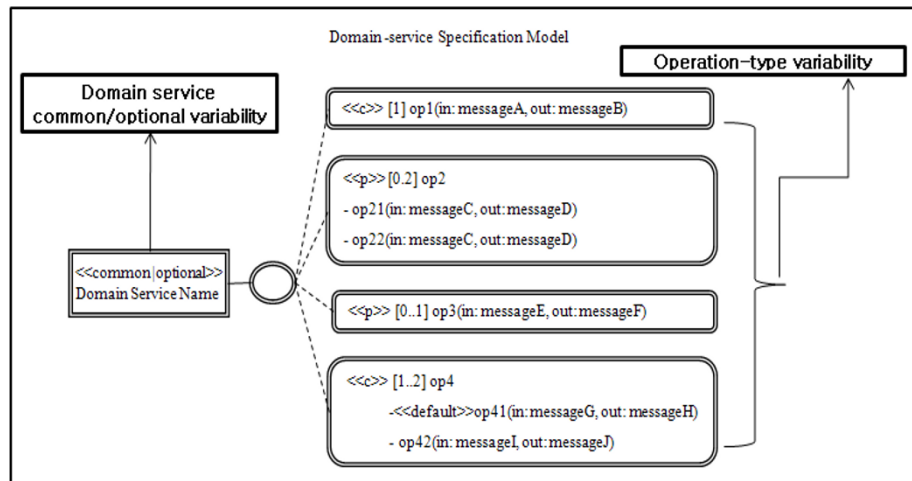 Domain-service Specification Model
Operation-type variability
Domain service
common/optional variability
<<c>> [1] op1(in: messageA, out: messageB)
<<p>> [0.2] op2
- op21(in: messageC, out: messageD)
- op22(in: messageC, out: messageD)
<<common|optional>>
Domain Service Name
<<p>> [0..1] op3(in: messageE, out: messageF)
<<c>> [1..2] op4
-<<default>>op41(in: messageG, out: messageH)
- op42(in: messageI, out: messageJ)